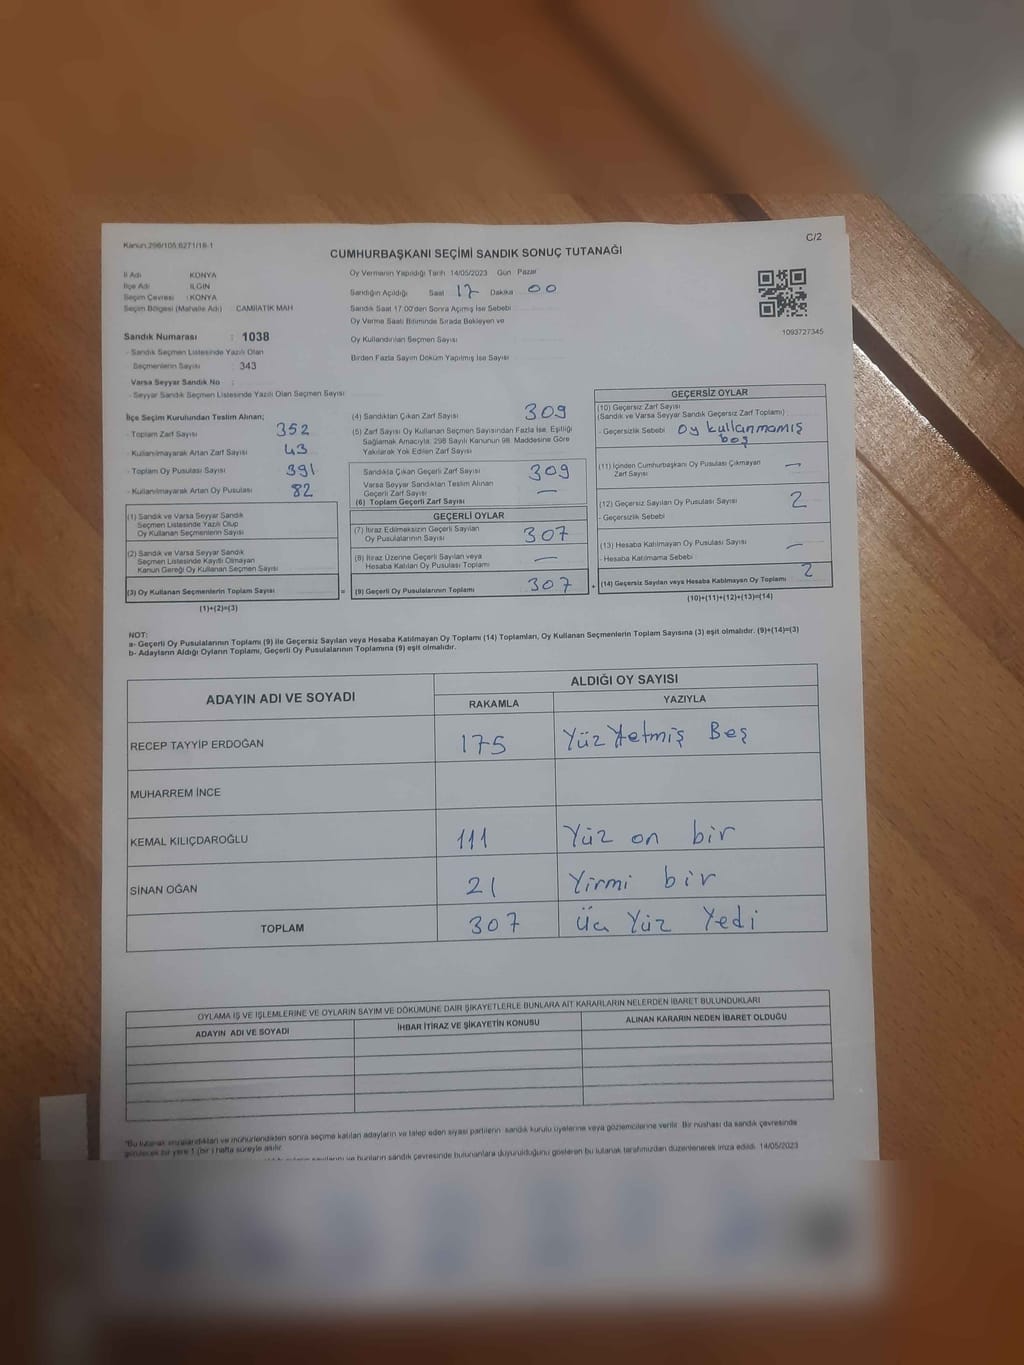 Kanun:298/105,6271/18-1
C/2
CUMHURBAŞKANI SEÇİMİ SANDIK SONUÇ TUTANAĞI
İl Adı KONYA
İlçe Adı ILGIN
Seçim Çevresi : KONYA
Seçim Bölgesi (Mahalle Adı) CAMİİATİK MAH
Sandık Numarası : 1038
- Sandık Seçmen Listesinde Yazılı Olan
Seçmenlerin Sayısı : 343
Varsa Seyyar Sandık No :
- Seyyar Sandık Seçmen Listesinde Yazılı Olan Seçmen Sayısı
Oy Vermenin Yapıldığı Tarih 14/05/2023 Gün Pazar
Sandığın Açıldığı Saat 17 Dakika 00
Sandık Saat 17:00'den Sonra Açılmış İse Sebebi
Oy Verme Saati Bitiminde Sırada Bekleyen ve
Oy Kullandırılan Seçmen Sayısı
Birden Fazla Sayım Döküm Yapılmış İse Sayısı
1093727345
İlçe Seçim Kurulundan Teslim Alınan;
- Toplam Zarf Sayısı 352
- Kullanılmayarak Artan Zarf Sayısı 43
- Toplam Oy Pusulası Sayısı 391
- Kullanılmayarak Artan Oy Pusulası 82
(1) Sandık ve Varsa Seyyar Sandık
Seçmen Listesinde Yazılı Olup
Oy Kullanan Seçmenlerin Sayısı
(2) Sandık ve Varsa Seyyar Sandık
Seçmen Listesinde Kayıtlı Olmayan
Kanun Gereği Oy Kullanan Seçmen Sayısı
(3) Oy Kullanan Seçmenlerin Toplam Sayısı =
(1)+(2)=(3)
(4) Sandıktan Çıkan Zarf Sayısı 309
(5) Zarf Sayısı Oy Kullanan Seçmen Sayısından Fazla İse, Eşitliği
Sağlamak Amacıyla, 298 Sayılı Kanunun 98. Maddesine Göre
Yakılarak Yok Edilen Zarf Sayısı
Sandıkta Çıkan Geçerli Zarf Sayısı 309
Varsa Seyyar Sandıktan Teslim Alınan
Geçerli Zarf Sayısı —
(6) Toplam Geçerli Zarf Sayısı
GEÇERLİ OYLAR
(7) İtiraz Edilmeksizin Geçerli Sayılan
Oy Pusulalarının Sayısı 307
(8) İtiraz Üzerine Geçerli Sayılan veya
Hesaba Katılan Oy Pusulası Toplamı —
(9) Geçerli Oy Pusulalarının Toplamı 307 +
GEÇERSİZ OYLAR
(10) Geçersiz Zarf Sayısı
(Sandık ve Varsa Seyyar Sandık Geçersiz Zarf Toplamı)
- Geçersizlik Sebebi oy kullanmamış
boş
(11) İçinden Cumhurbaşkanı Oy Pusulası Çıkmayan
Zarf Sayısı —
(12) Geçersiz Sayılan Oy Pusulası Sayısı 2
- Geçersizlik Sebebi
(13) Hesaba Katılmayan Oy Pusulası Sayısı —
- Hesaba Katılmama Sebebi
(14) Geçersiz Sayılan veya Hesaba Katılmayan Oy Toplamı 2
(10)+(11)+(12)+(13)=(14)
NOT:
a- Geçerli Oy Pusulalarının Toplamı (9) ile Geçersiz Sayılan veya Hesaba Katılmayan Oy Toplamı (14) Toplamları, Oy Kullanan Seçmenlerin Toplam Sayısına (3) eşit olmalıdır. (9)+(14)=(3)
b- Adayların Aldığı Oyların Toplamı, Geçerli Oy Pusulalarının Toplamına (9) eşit olmalıdır.
ADAYIN ADI VE SOYADI ALDIĞI OY SAYISI
RAKAMLA YAZIYLA
RECEP TAYYİP ERDOĞAN 175 Yüz Yetmiş Beş
MUHARREM İNCE
KEMAL KILIÇDAROĞLU 111 Yüz on bir
SİNAN OĞAN 21 Yirmi bir
TOPLAM 307 Üç Yüz Yedi
OYLAMA İŞ VE İŞLEMLERİNE VE OYLARIN SAYIM VE DÖKÜMÜNE DAİR ŞİKAYETLERLE BUNLARA AİT KARARLARIN NELERDEN İBARET BULUNDUKLARI
ADAYIN ADI VE SOYADI İHBAR İTİRAZ VE ŞİKAYETİN KONUSU ALINAN KARARIN NEDEN İBARET OLDUĞU
*Bu tutanak imzalandıktan ve mühürlendikten sonra seçime katılan adayların ve talep eden siyasi partilerin sandık kurulu üyelerine veya gözlemcilerine verilir. Bir nüshası da sandık çevresinde
görülecek bir yere 1 (bir ) hafta süreyle asılır.
sandık çevresinde bulunanlara duyurulduğunu gösteren bu tutanak tarafımızdan düzenlenerek imza edildi. 14/05/2023